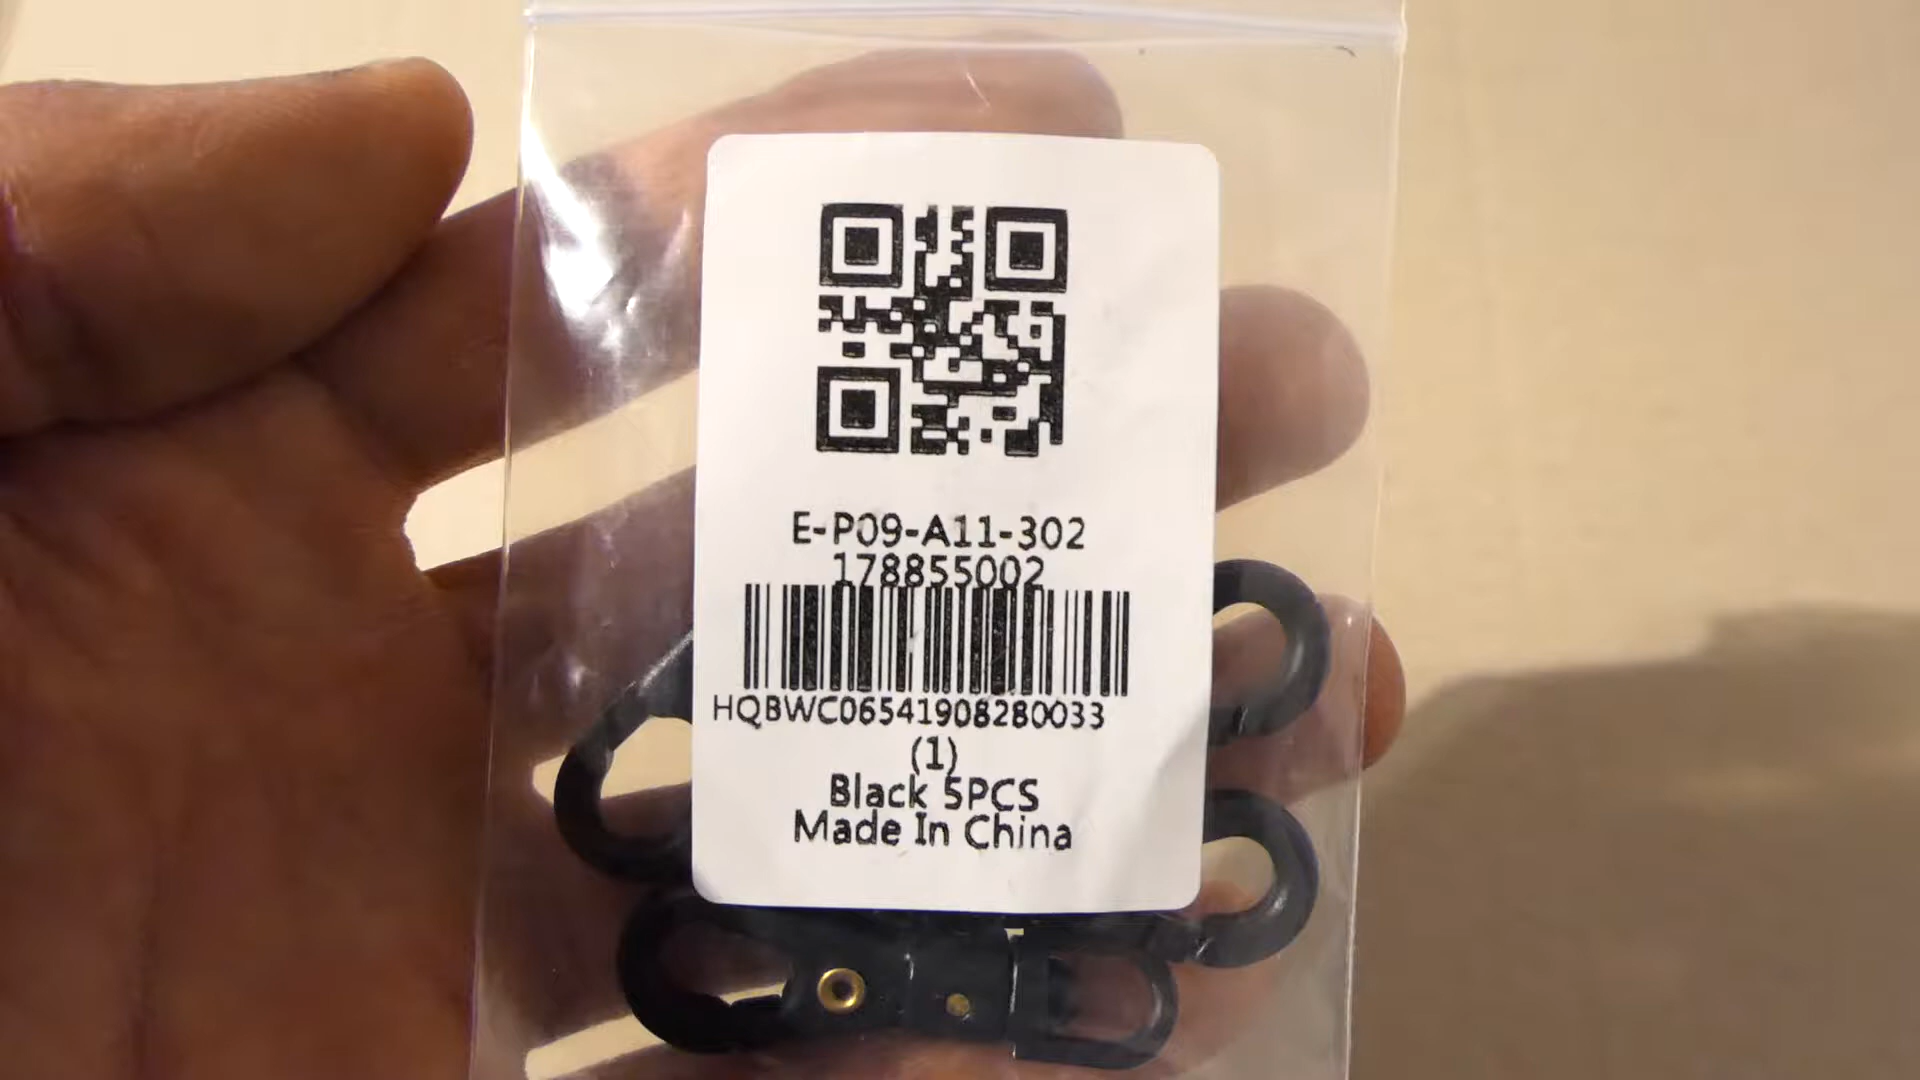 E-P09-A11-302
178855002
HQBWC06541908280033
(1)
Black 5PCS
Made In China